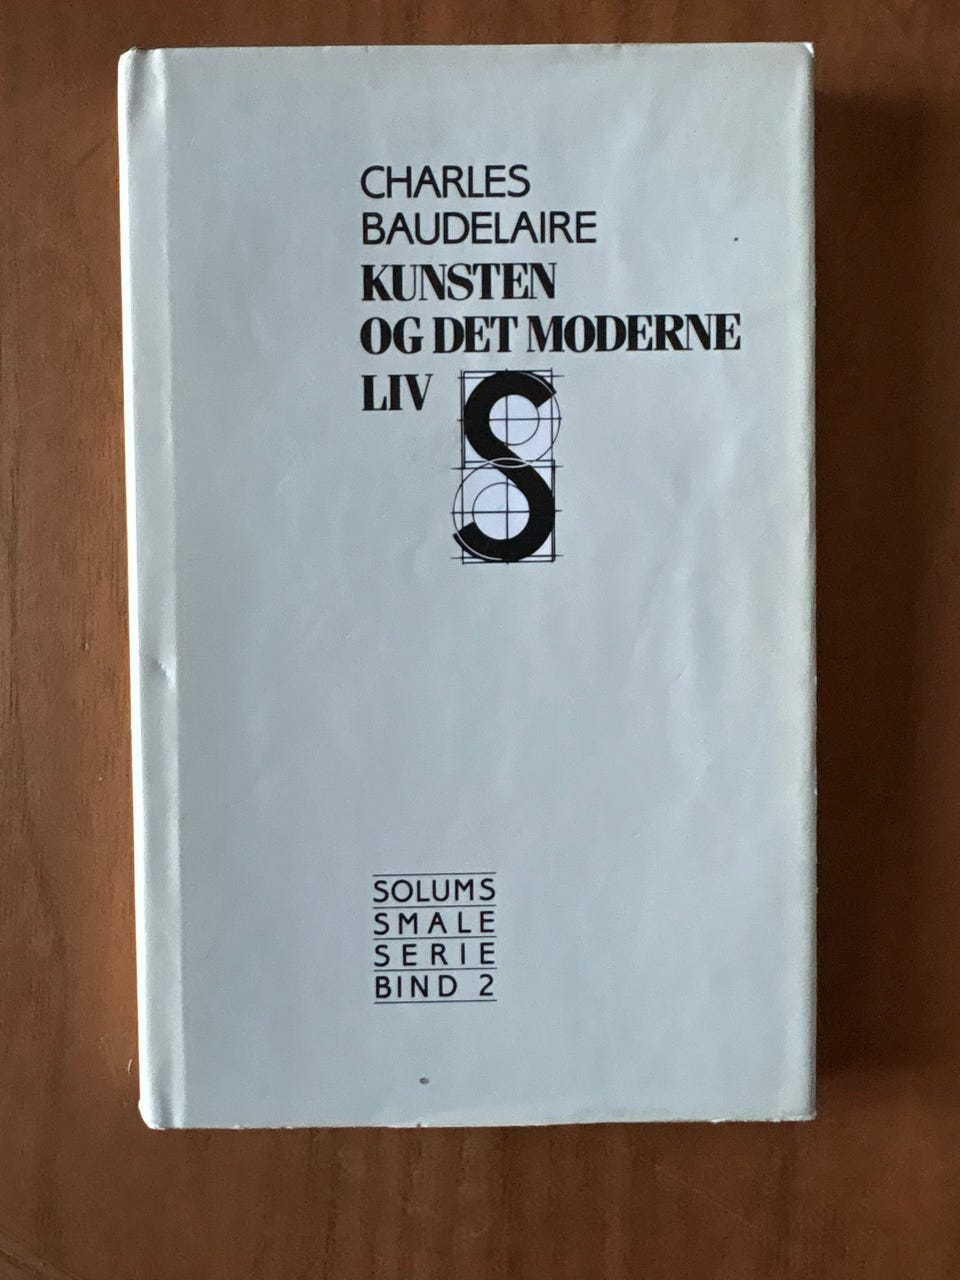 CHARLES
BAUDELAIRE
KUNSTEN
OG DET MODERNE
LIV
S
SOLUMS
SMALE
SERIE
BIND 2